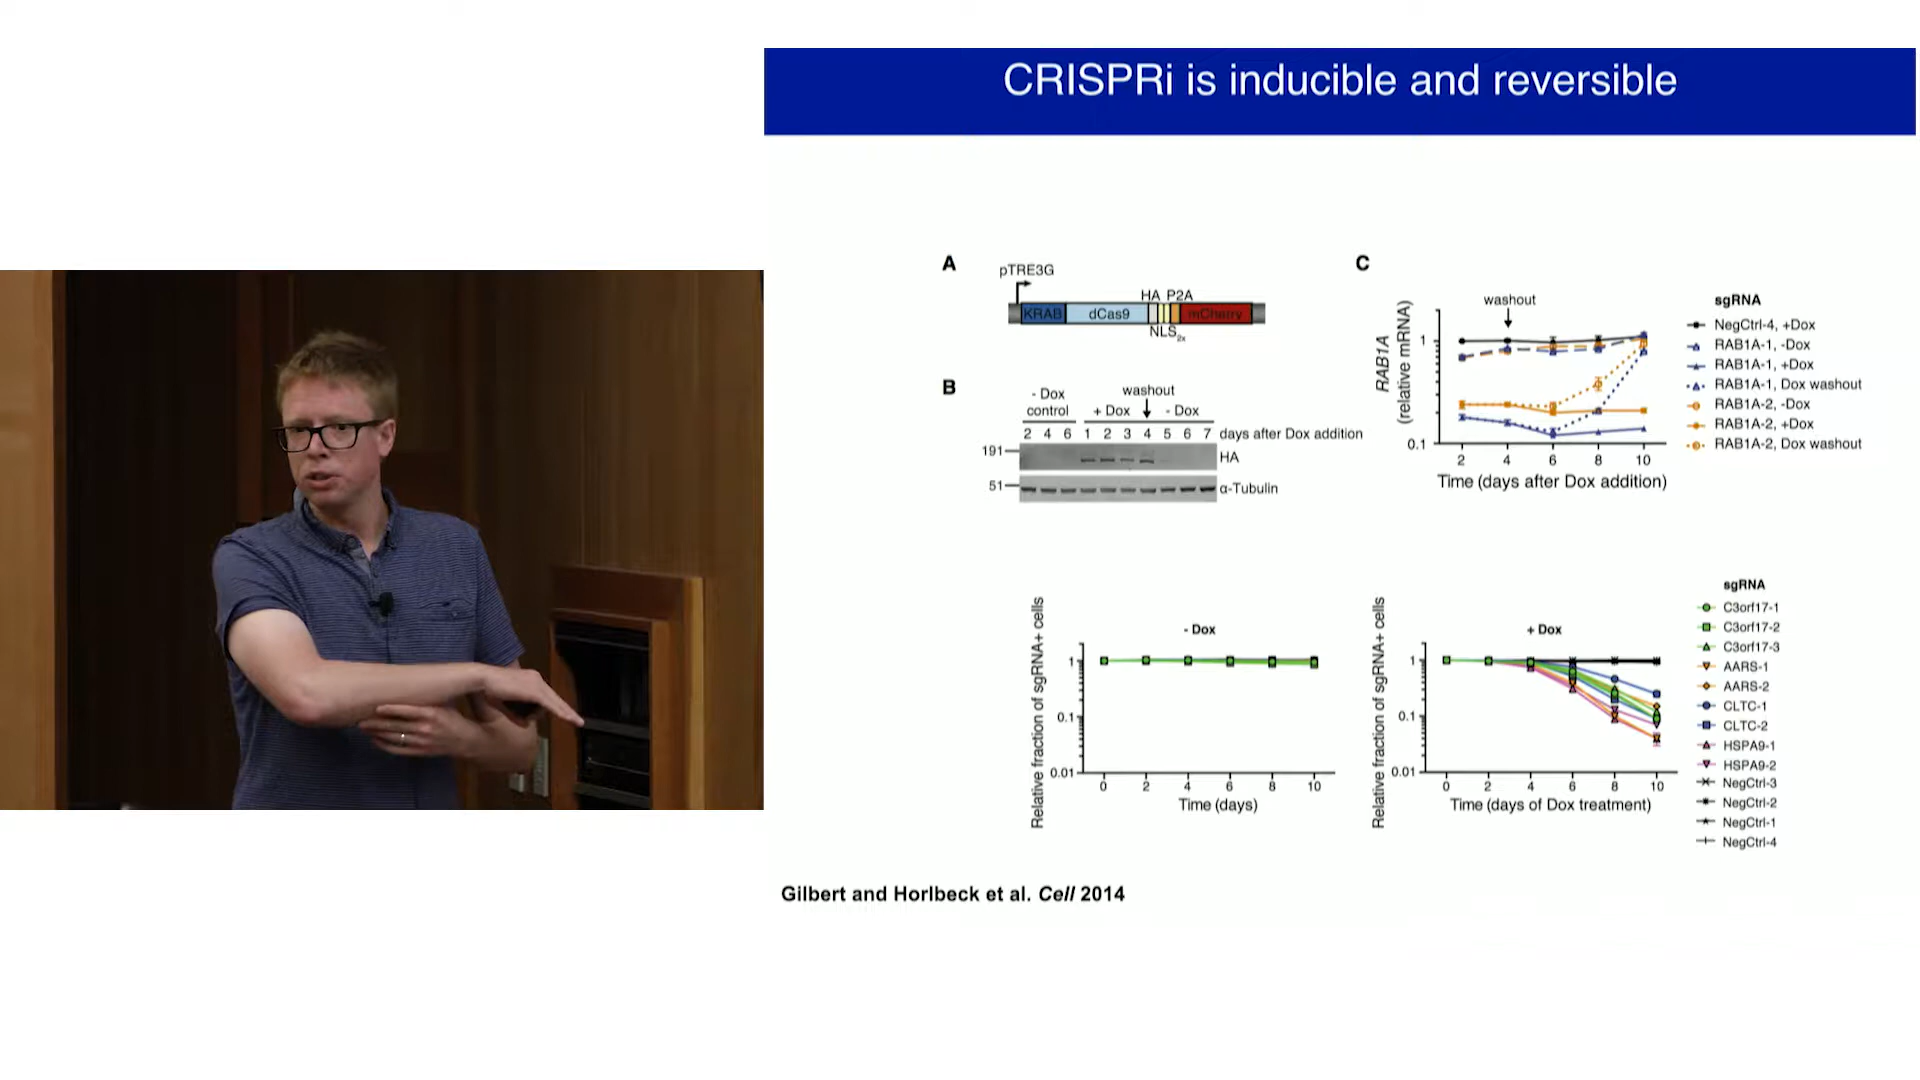 CRISPRi is inducible and reversible
A
pTRE3G
HA P2A
KRAB dCas9 mCherry
NLS2x
B
- Dox
control
washout
+ Dox - Dox
2 4 6 1 2 3 4 5 6 7 days after Dox addition
191
HA
51
α-Tubulin
C
washout
RAB1A
(relative mRNA)
1
0.1
2 4 6 8 10
Time (days after Dox addition)
sgRNA
NegCtrl-4, +Dox
RAB1A-1, -Dox
RAB1A-1, +Dox
RAB1A-1, Dox washout
RAB1A-2, -Dox
RAB1A-2, +Dox
RAB1A-2, Dox washout
- Dox
Relative fraction of sgRNA+ cells
1
0.1
0.01
0 2 4 6 8 10
Time (days)
+ Dox
Relative fraction of sgRNA+ cells
1
0.1
0.01
0 2 4 6 8 10
Time (days of Dox treatment)
sgRNA
C3orf17-1
C3orf17-2
C3orf17-3
AARS-1
AARS-2
CLTC-1
CLTC-2
HSPA9-1
HSPA9-2
NegCtrl-3
NegCtrl-2
NegCtrl-1
NegCtrl-4
Gilbert and Horlbeck et al. Cell 2014